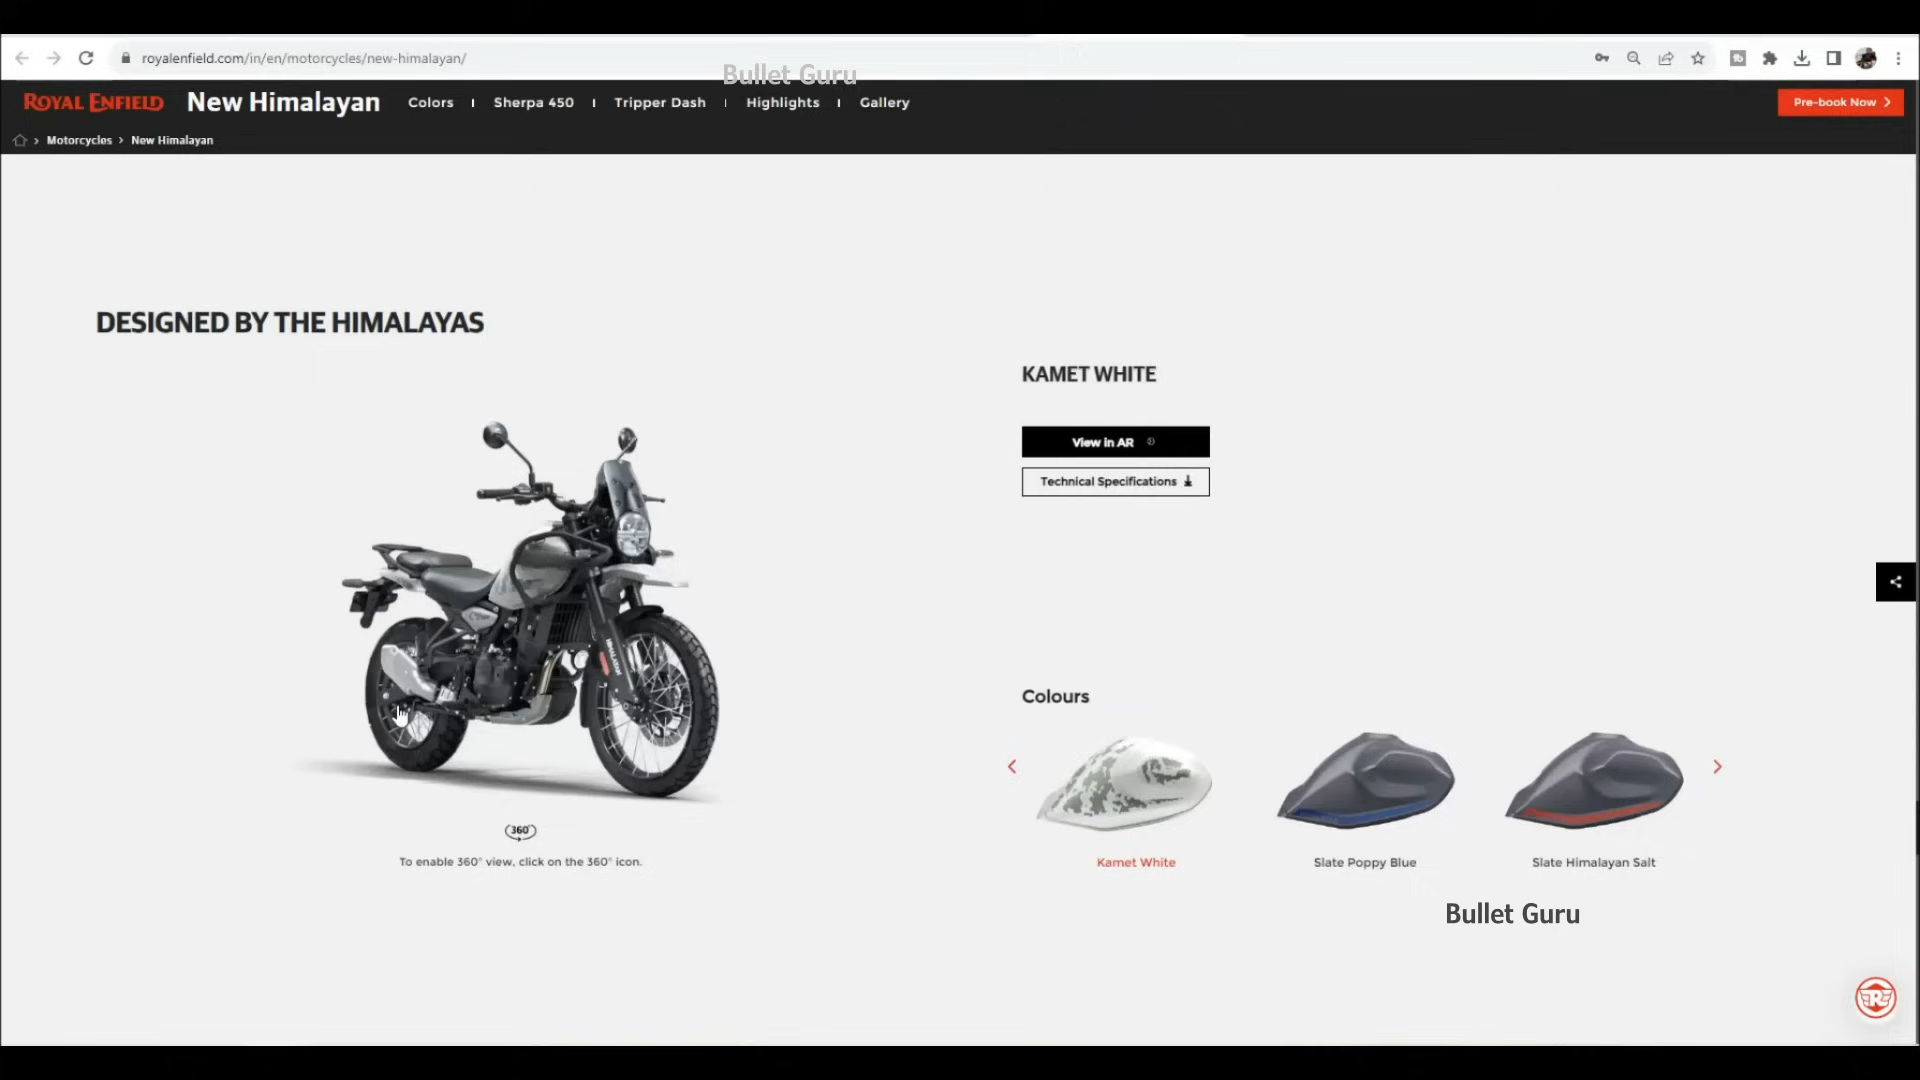 royalenfield.com/in/en/motorcycles/new-himalayan/
Bullet Guru
ROYAL ENFIELD New Himalayan Colors | Sherpa 450 | Tripper Dash | Highlights | Gallery Pre-book Now >
> Motorcycles > New Himalayan
DESIGNED BY THE HIMALAYAS
KAMET WHITE
View in AR
Technical Specifications
HIMALAYAN
Colours
360°
To enable 360° view, click on the 360° icon.
Kamet White Slate Poppy Blue Slate Himalayan Salt
Bullet Guru